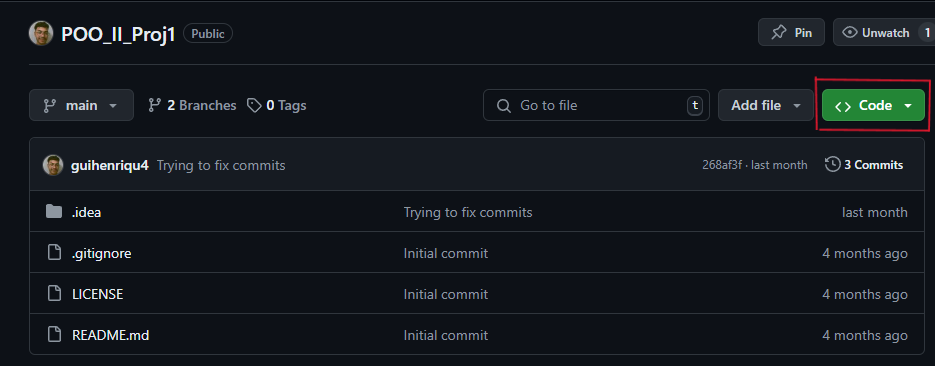 POO_II_Proj1 Public Pin Unwatch 1
main 2 Branches 0 Tags Go to file t Add file <> Code
guihenriqu4 Trying to fix commits 268af3f · last month 3 Commits
.idea Trying to fix commits last month
.gitignore Initial commit 4 months ago
LICENSE Initial commit 4 months ago
README.md Initial commit 4 months ago